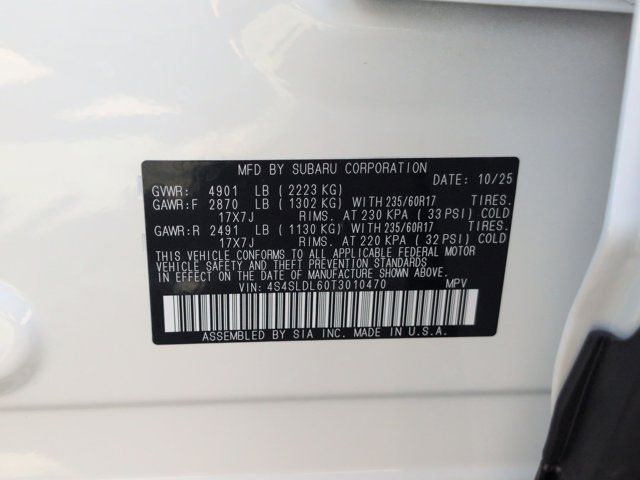 MFD BY SUBARU CORPORATION
DATE: 10/25
GVWR: 4901 LB ( 2223 KG)
GAWR:F 2870 LB ( 1302 KG) WITH 235/60R17 TIRES.
17X7J RIMS. AT 230 KPA ( 33 PSI) COLD
GAWR:R 2491 LB ( 1130 KG) WITH 235/60R17 TIRES.
17X7J RIMS. AT 220 KPA ( 32 PSI) COLD
THIS VEHICLE CONFORMS TO ALL APPLICABLE FEDERAL MOTOR
VEHICLE SAFETY AND THEFT PREVENTION STANDARDS IN EFFECT
ON THE DATE OF MANUFACTURE SHOWN ABOVE.
VIN: 4S4SLDL60T3010470 MPV
ASSEMBLED BY SIA INC. MADE IN U.S.A.